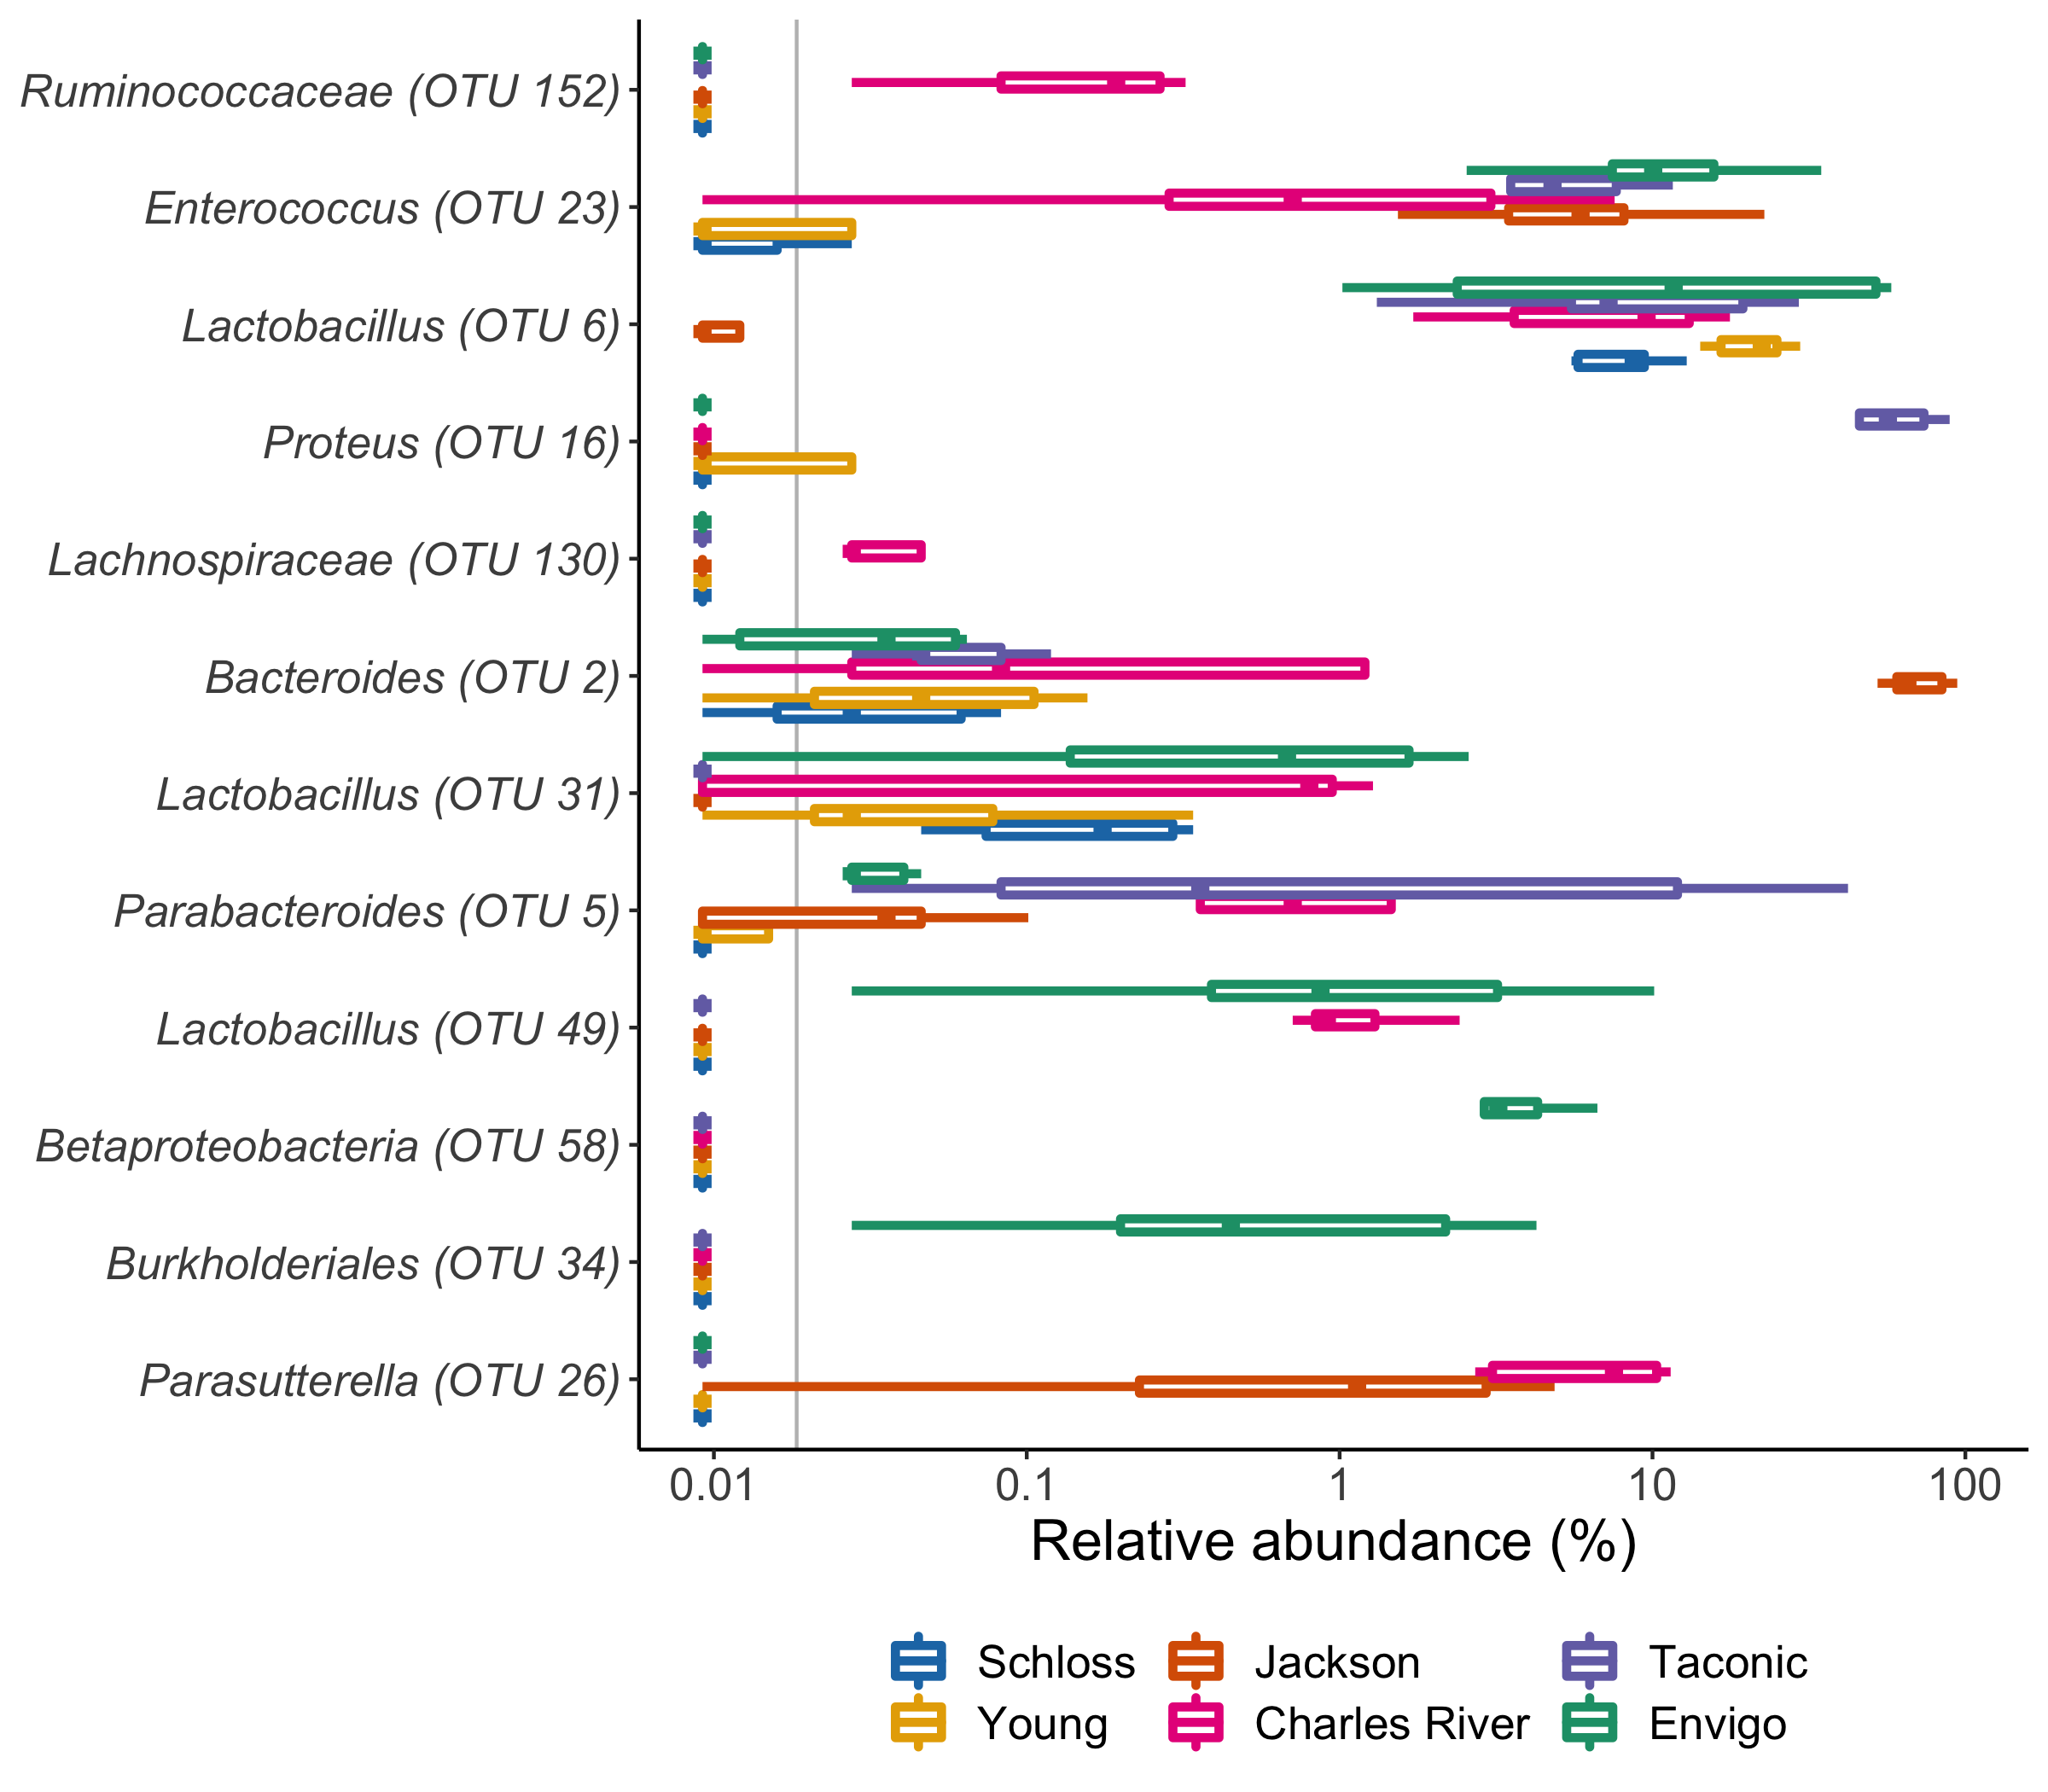 Ruminococcaceae (OTU 152)
Enterococcus (OTU 23)
Lactobacillus (OTU 6)
Proteus (OTU 16)
Lachnospiraceae (OTU 130)
Bacteroides (OTU 2)
Lactobacillus (OTU 31)
Parabacteroides (OTU 5)
Lactobacillus (OTU 49)
Betaproteobacteria (OTU 58)
Burkholderiales (OTU 34)
Parasutterella (OTU 26)
0.01 0.1 1 10 100
Relative abundance (%)
Schloss Jackson Taconic
Young Charles River Envigo